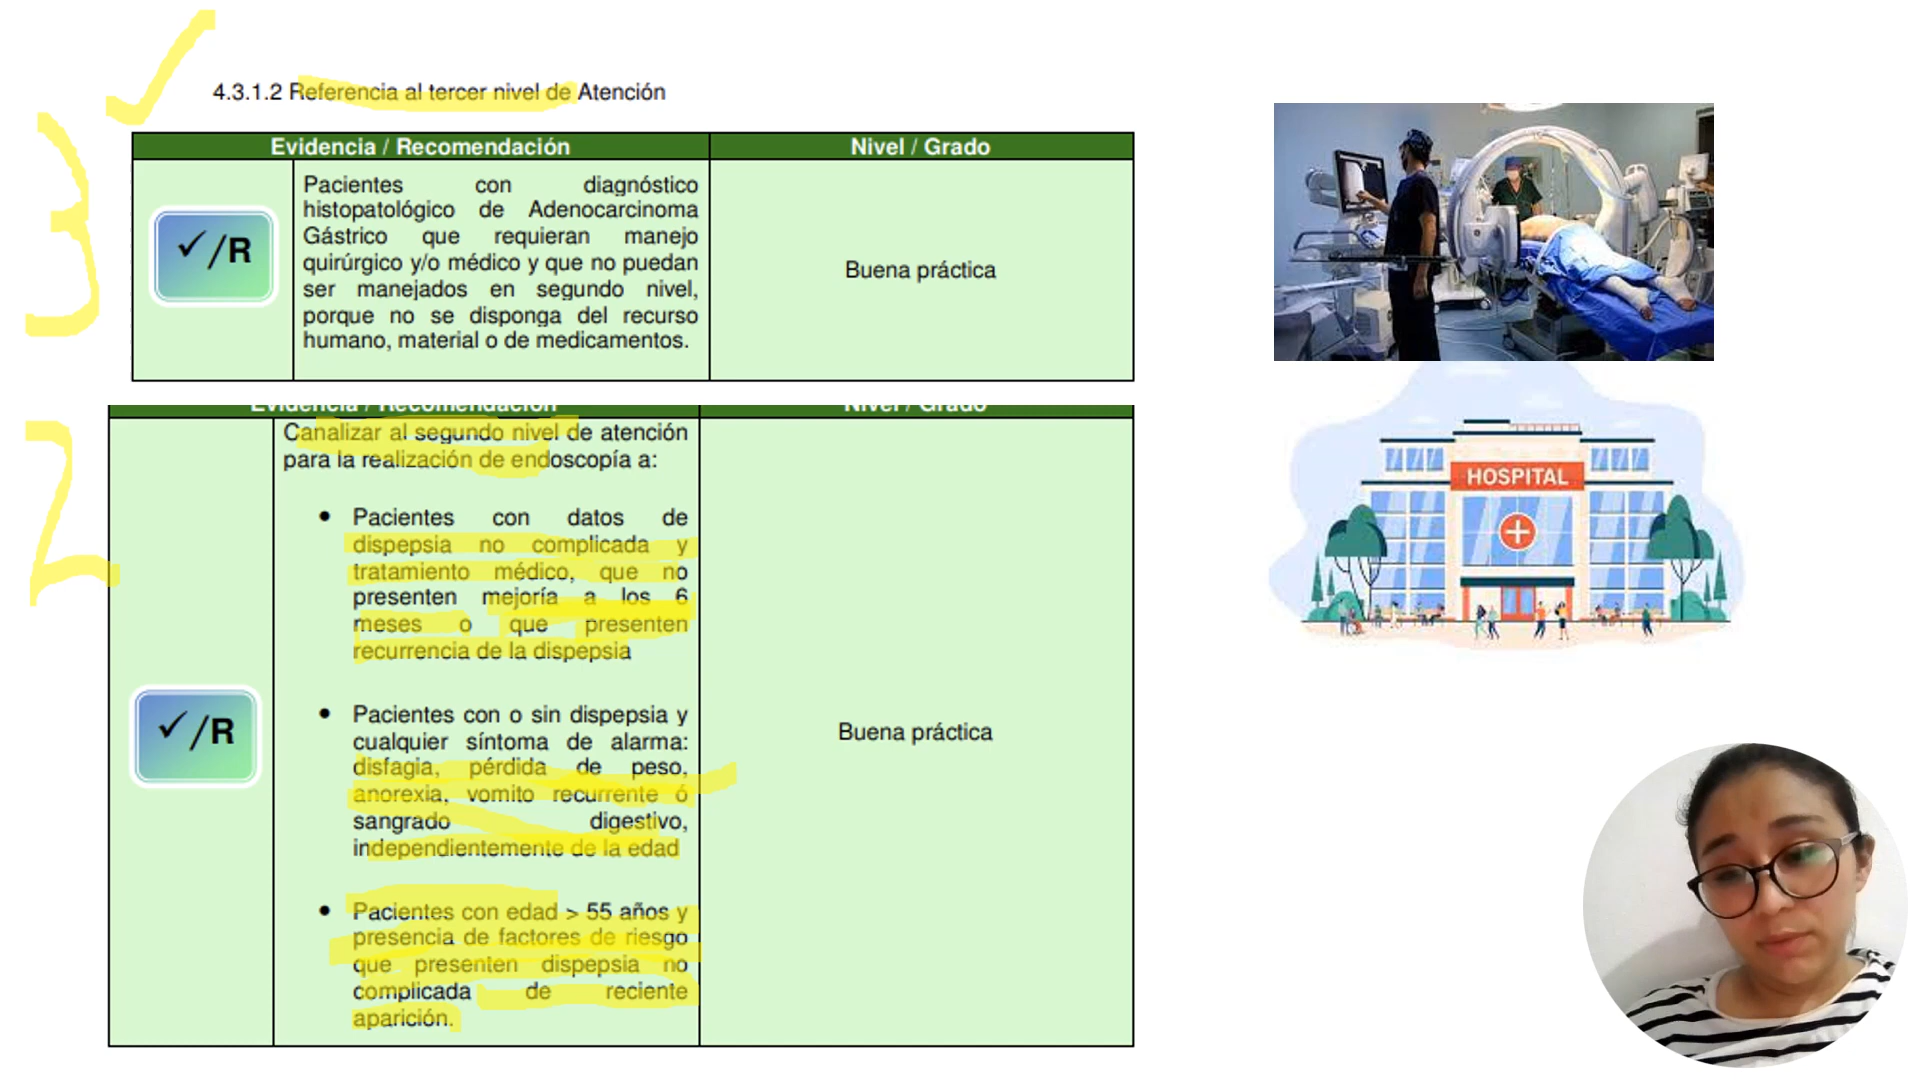 4.3.1.2 Referencia al tercer nivel de Atención
3
Evidencia / Recomendación Nivel / Grado
✓/R
Pacientes con diagnóstico
histopatológico de Adenocarcinoma
Gástrico que requieran manejo
quirúrgico y/o médico y que no puedan
ser manejados en segundo nivel,
porque no se disponga del recurso
humano, material o de medicamentos.
Buena práctica
2
Evidencia / Recomendación Nivel / Grado
✓/R
Canalizar al segundo nivel de atención
para la realización de endoscopía a:
• Pacientes con datos de
dispepsia no complicada y
tratamiento médico, que no
presenten mejoría a los 6
meses o que presenten
recurrencia de la dispepsia
• Pacientes con o sin dispepsia y
cualquier síntoma de alarma:
disfagia, pérdida de peso,
anorexia, vomito recurrente ó
sangrado digestivo,
independientemente de la edad
• Pacientes con edad > 55 años y
presencia de factores de riesgo
que presenten dispepsia no
complicada de reciente
aparición.
Buena práctica
HOSPITAL